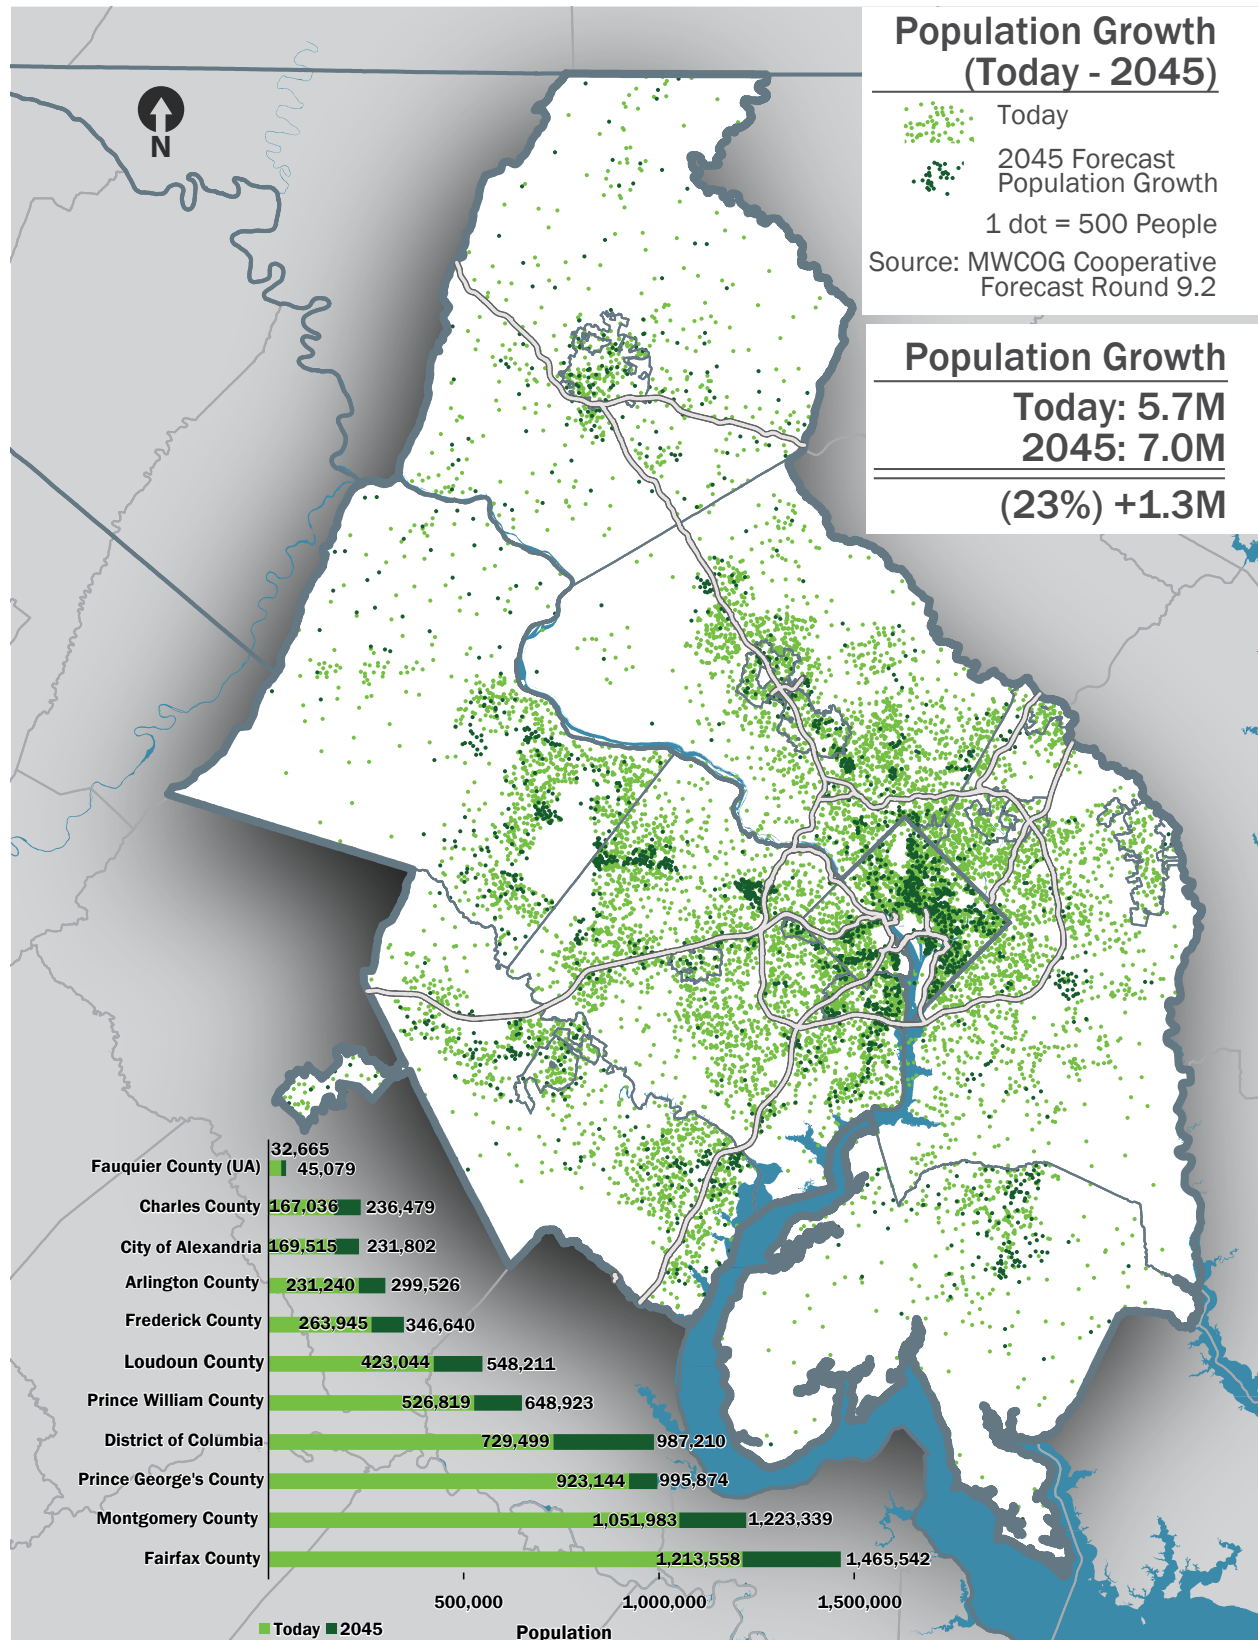 Population Growth
(Today - 2045)
Today
2045 Forecast
Population Growth
1 dot = 500 People
Source: MWCOG Cooperative
Forecast Round 9.2
N
Population Growth
Today: 5.7M
2045: 7.0M
(23%) +1.3M
32,665
Fauquier County (UA) 45,079
Charles County 167,036 236,479
City of Alexandria 169,515 231,802
Arlington County 231,240 299,526
Frederick County 263,945 346,640
Loudoun County 423,044 548,211
Prince William County 526,819 648,923
District of Columbia 729,499 987,210
Prince George's County 923,144 995,874
Montgomery County 1,051,983 1,223,339
Fairfax County 1,213,558 1,465,542
500,000 1,000,000 1,500,000
Today 2045 Population